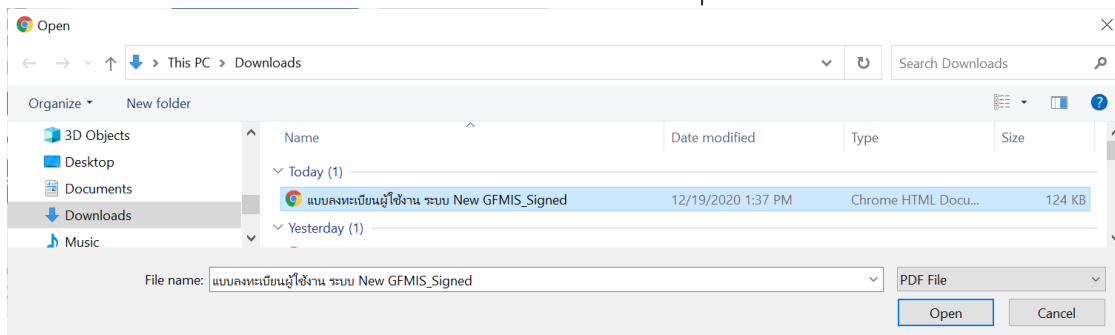 Open
This PC > Downloads
Search Downloads
Organize
New folder
3D Objects
Desktop
Documents
Downloads
Music
Name Date modified Type Size
Today (1)
แบบลงทะเบียนผู้ใช้งาน ระบบ New GFMIS_Signed 12/19/2020 1:37 PM Chrome HTML Docu... 124 KB
Yesterday (1)
File name: แบบลงทะเบียนผู้ใช้งาน ระบบ New GFMIS_Signed PDF File
Open Cancel